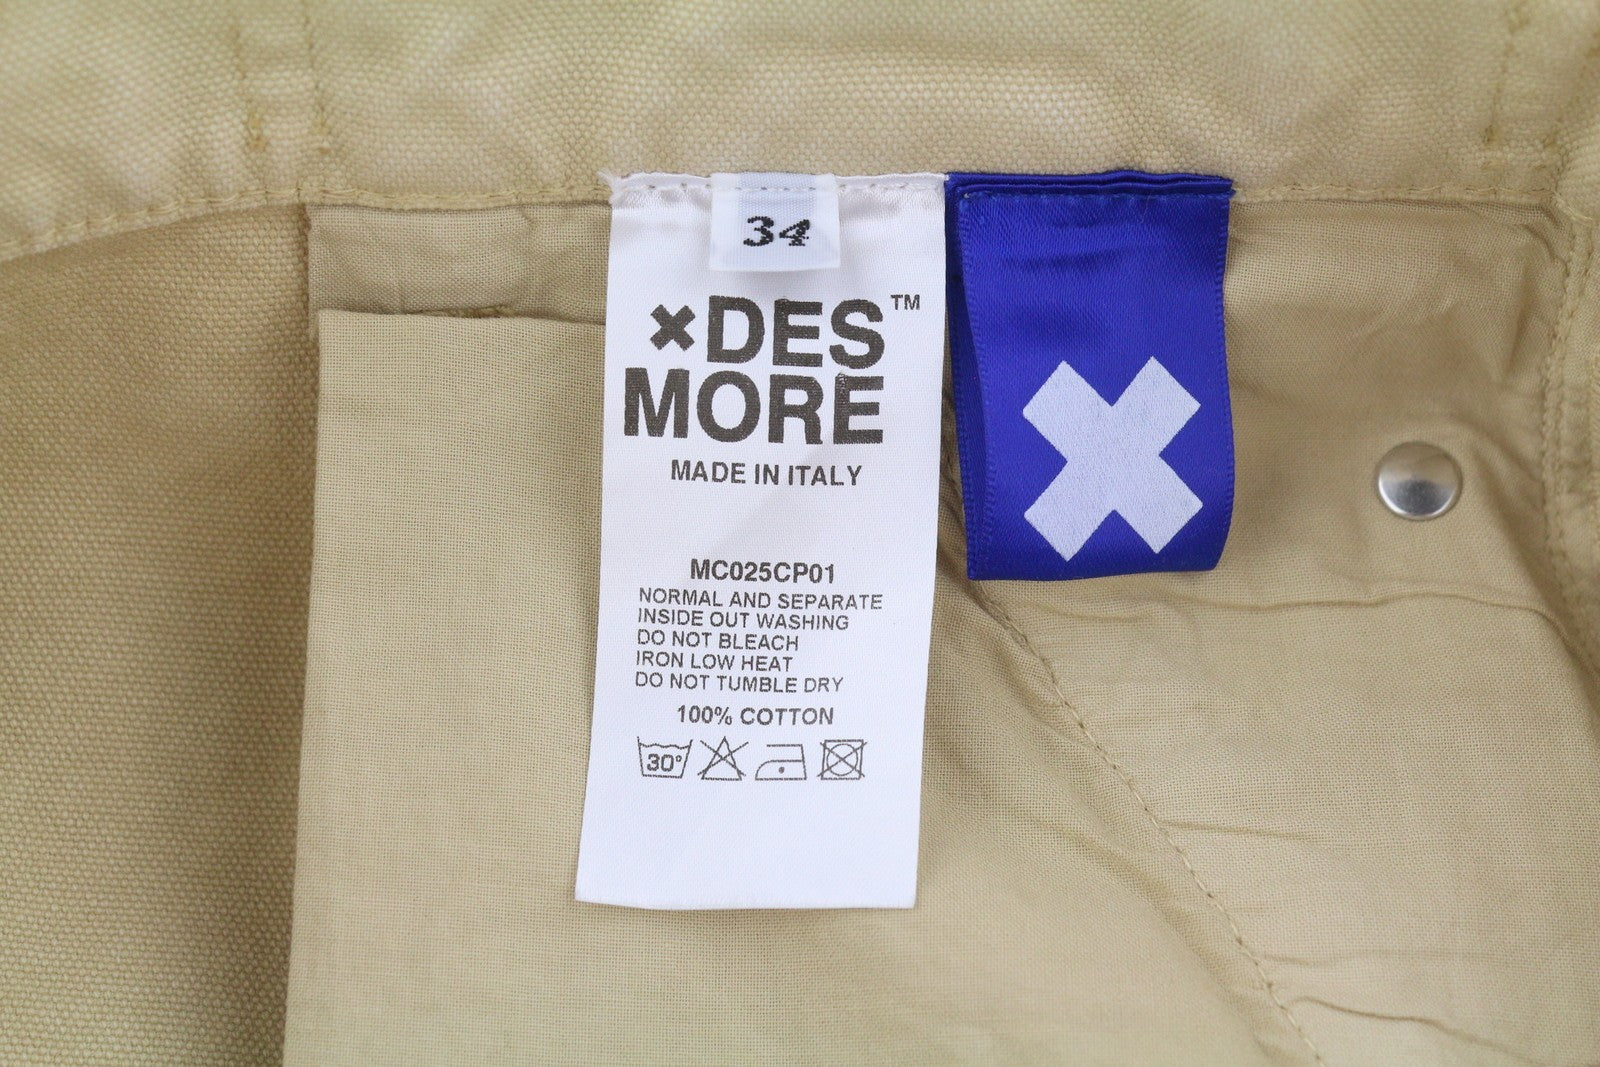 34
×DES™
MORE
MADE IN ITALY
MC025CP01
NORMAL AND SEPARATE
INSIDE OUT WASHING
DO NOT BLEACH
IRON LOW HEAT
DO NOT TUMBLE DRY
100% COTTON
30°